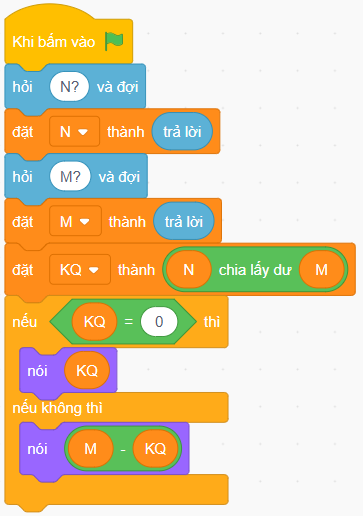 Khi bấm vào
hỏi N? và đợi
đặt N thành trả lời
hỏi M? và đợi
đặt M thành trả lời
đặt KQ thành N chia lấy dư M
nếu KQ = 0 thì
nói KQ
nếu không thì
nói M - KQ